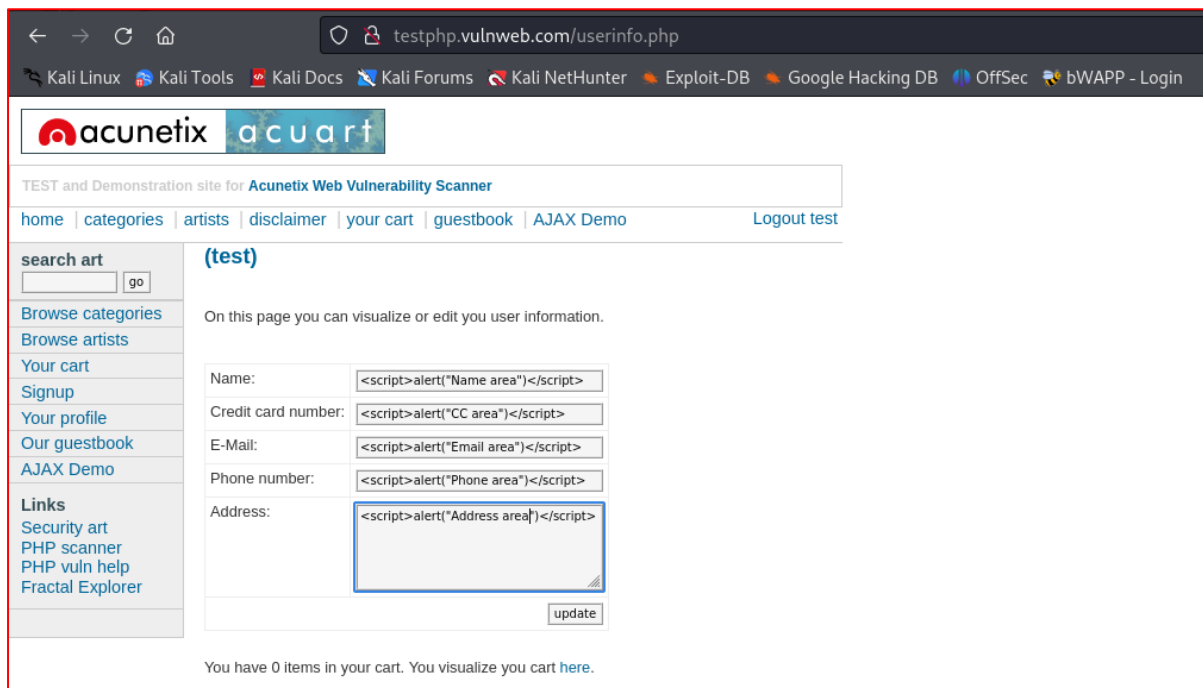 testphp.vulnweb.com/userinfo.php
Kali Linux Kali Tools Kali Docs Kali Forums Kali NetHunter Exploit-DB Google Hacking DB OffSec bWAPP - Login
acunetix acuart
TEST and Demonstration site for Acunetix Web Vulnerability Scanner
home | categories | artists | disclaimer | your cart | guestbook | AJAX Demo Logout test
search art
go
Browse categories
Browse artists
Your cart
Signup
Your profile
Our guestbook
AJAX Demo
Links
Security art
PHP scanner
PHP vuln help
Fractal Explorer
(test)
On this page you can visualize or edit you user information.
Name: <script>alert("Name area")</script>
Credit card number: <script>alert("CC area")</script>
E-Mail: <script>alert("Email area")</script>
Phone number: <script>alert("Phone area")</script>
Address: <script>alert("Address area")</script>
update
You have 0 items in your cart. You visualize you cart here.